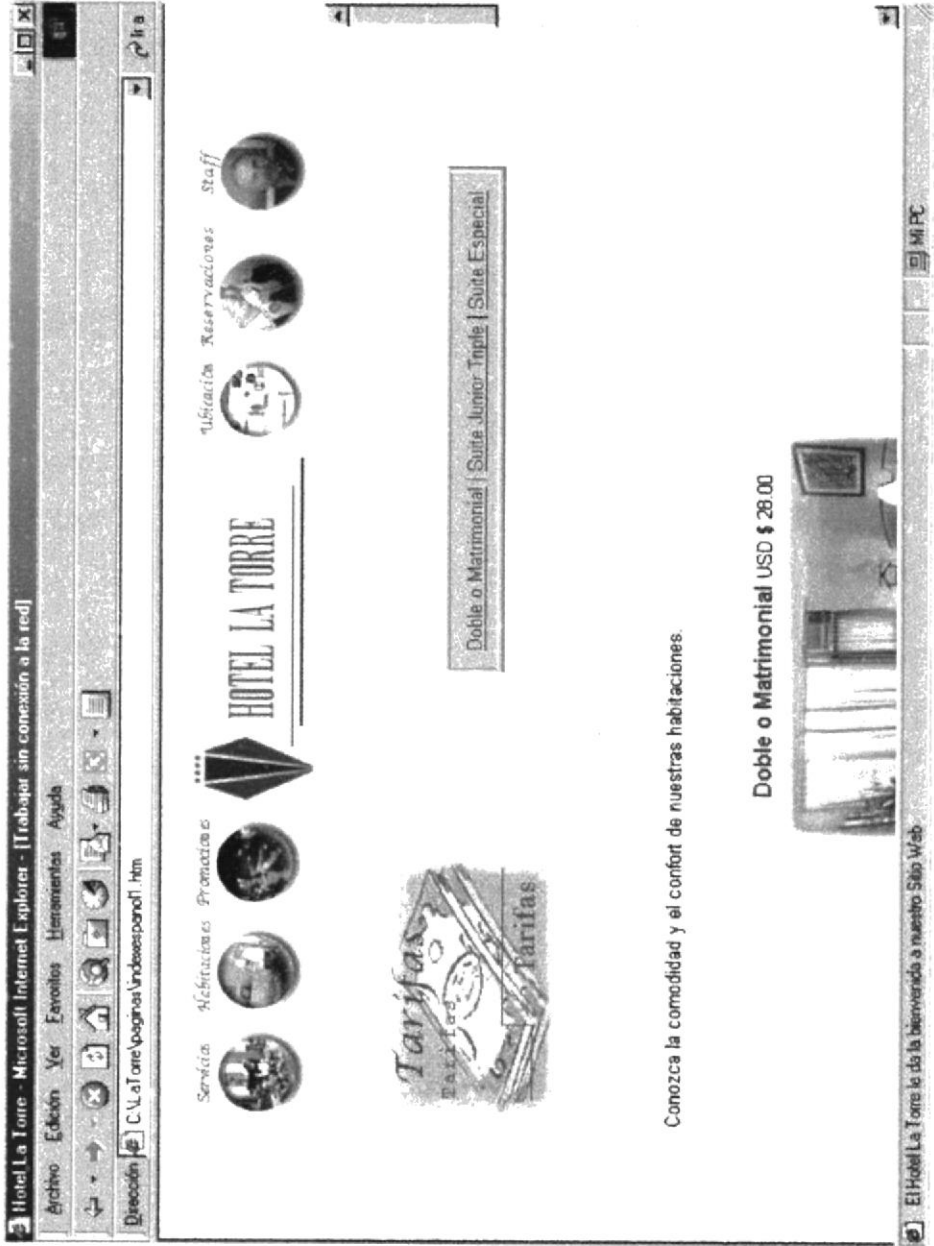 Hotel La Torre - Microsoft Internet Explorer - [Trabajar sin conexión a la red]
Archivo Edición Ver Favoritos Herramientas Ayuda
Dirección C:\LaTorre\paginas\indexespanol1.htm Ir a
Servicios Habitaciones Promociones HOTEL LA TORRE Ubicación Reservaciones Staff
Tarifas
Tarifas
Tarifas
Doble o Matrimonial | Suite Junior Triple | Suite Especial
Conozca la comodidad y el confort de nuestras habitaciones.
Doble o Matrimonial USD $ 28.00
El Hotel La Torre le da la bienvenida a nuestro Sitio Web Mi PC